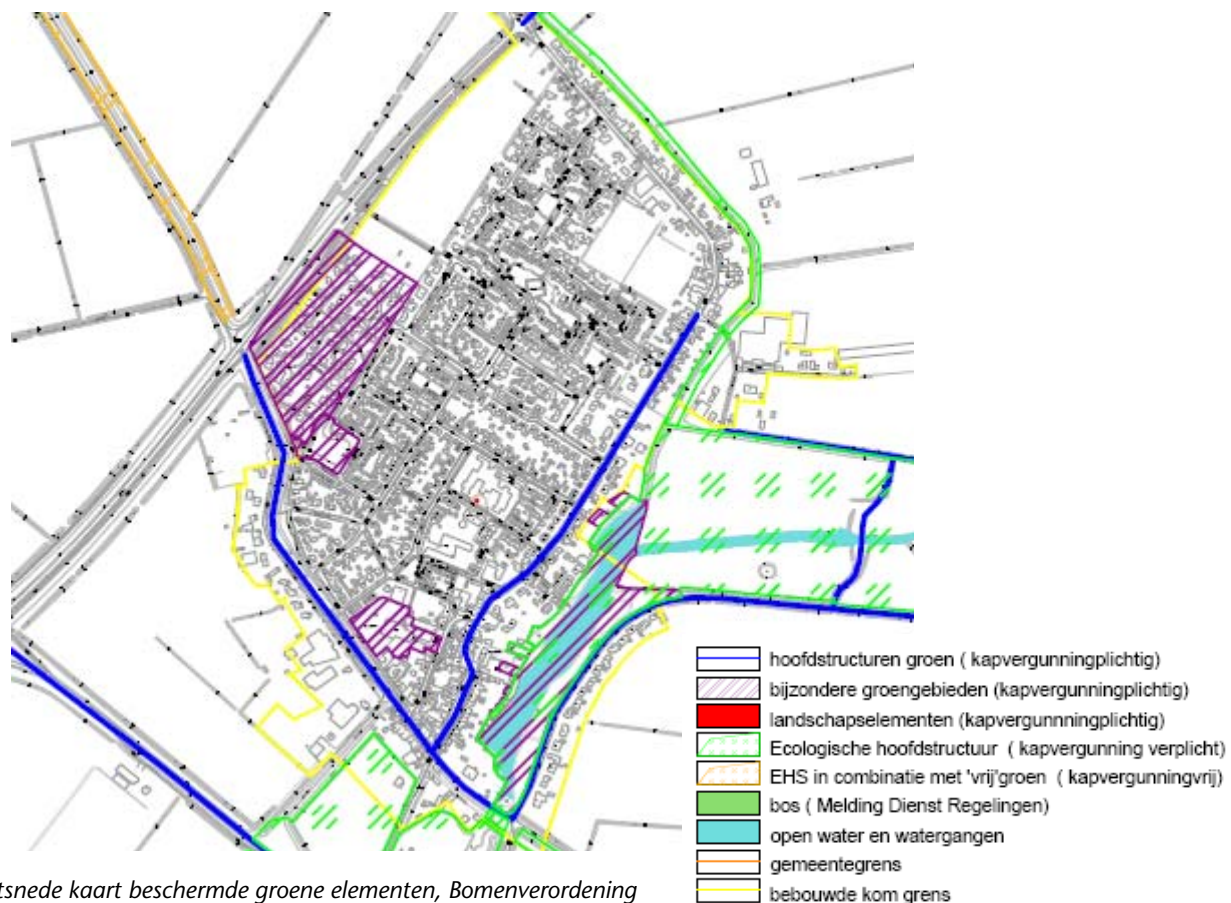 hoofdstructuren groen ( kapvergunningplichtig)
bijzondere groengebieden (kapvergunningplichtig)
landschapselementen (kapvergunnningplichtig)
Ecologische hoofdstructuur ( kapvergunning verplicht)
EHS in combinatie met 'vrij'groen ( kapvergunningvrij)
bos ( Melding Dienst Regelingen)
open water en watergangen
gemeentegrens
bebouwde kom grens
tsnede kaart beschermde groene elementen, Bomenverordening